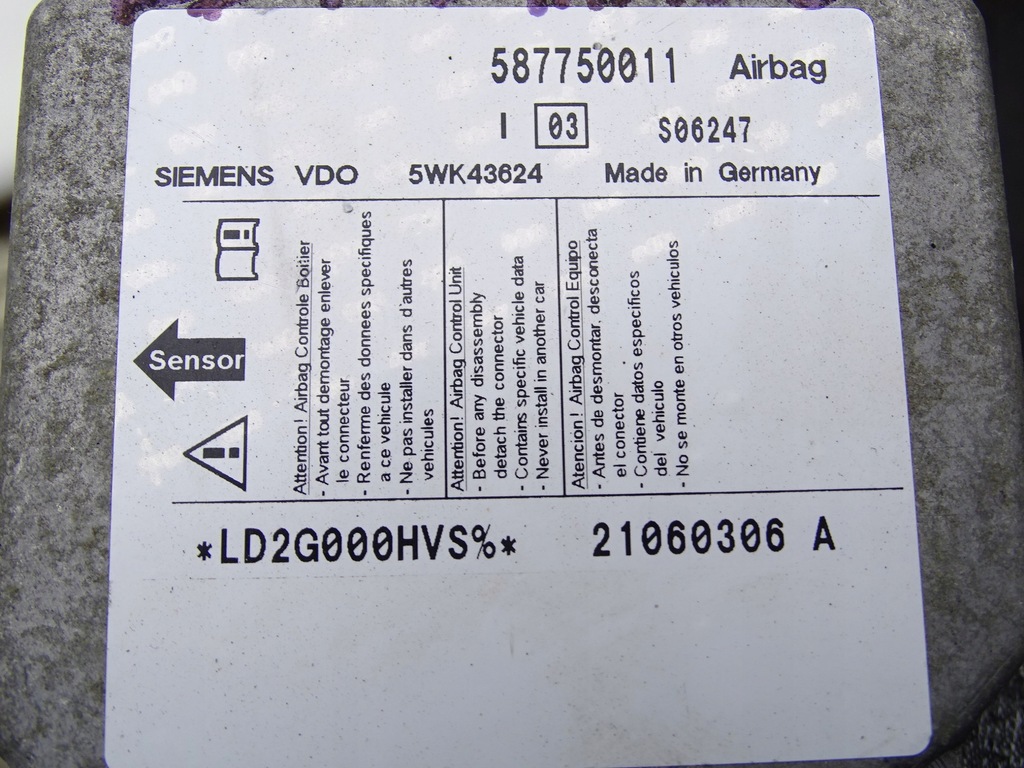 587750011 Airbag
I 03 S06247
SIEMENS VDO 5WK43624 Made in Germany
Sensor
Attention! Airbag Controle Boitier
- Avant tout demontage enlever
le connecteur
- Renferme des donnees specifiques
a ce vehicule
- Ne pas installer dans d'autres
vehicules
Attention! Airbag Control Unit
- Before any disassembly
detach the connector
- Contains specific vehicle data
- Never install in another car
Atencion! Airbag Control Equipo
- Antes de desmontar, desconecta
el conector
- Contiene datos especificos
del vehiculo
- No se monte en otros vehiculos
*LD2G000HVS%* 21060306 A